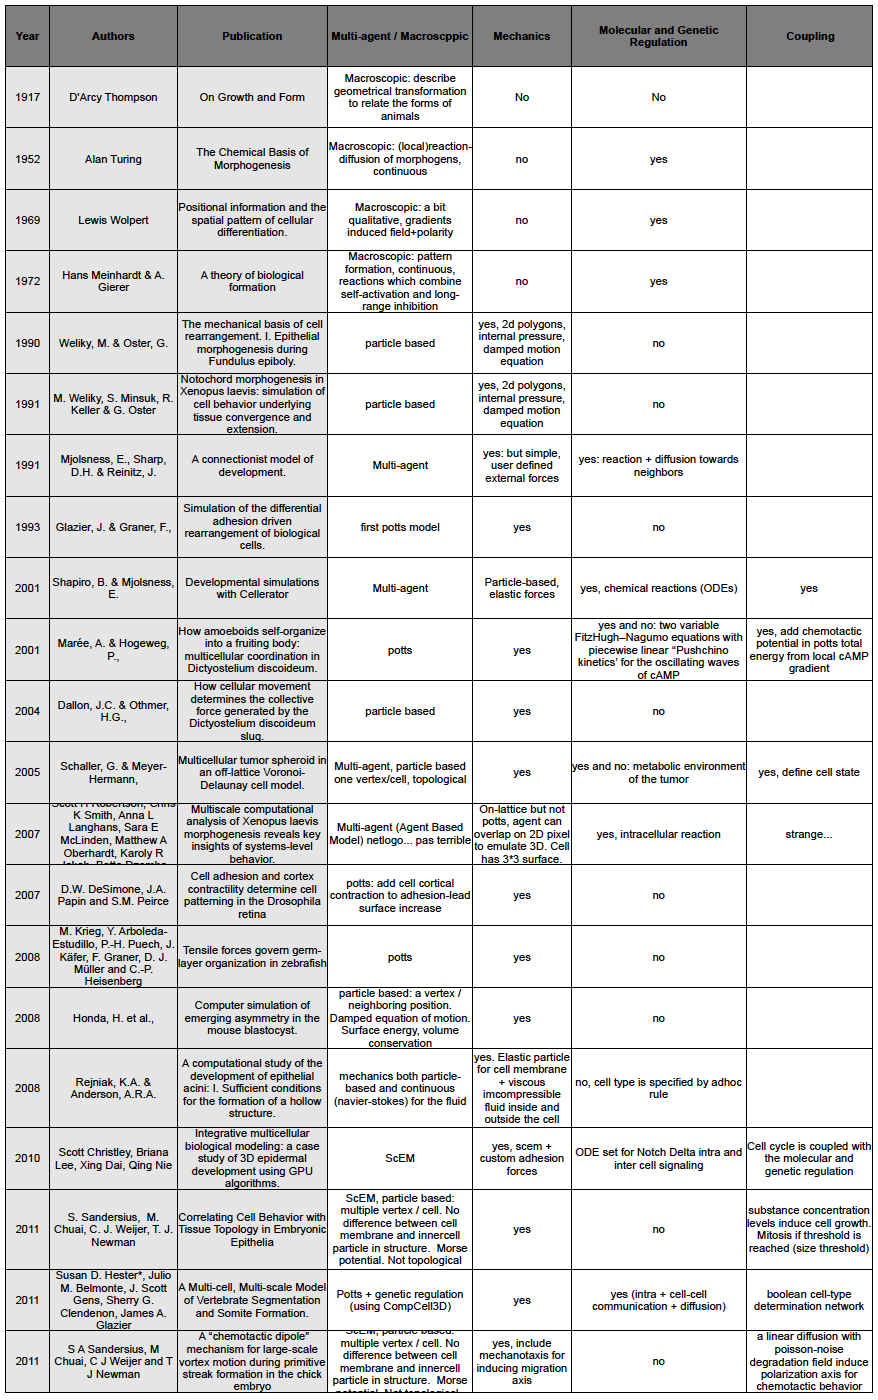 Year
Authors
Publication
Multi-agent / Macroscppic
Mechanics
Molecular and Genetic
Regulation
Coupling
1917
D'Arcy Thompson
On Growth and Form
Macroscopic: describe
geometrical transformation
to relate the forms of
animals
No
No
1952
Alan Turing
The Chemical Basis of
Morphogenesis
Macroscopic: (local)reaction-
diffusion of morphogens,
continuous
no
yes
1969
Lewis Wolpert
Positional information and the
spatial pattern of cellular
differentiation.
Macroscopic: a bit
qualitative, gradients
induced field+polarity
no
yes
1972
Hans Meinhardt & A.
Gierer
A theory of biological
formation
Macroscopic: pattern
formation, continuous,
reactions which combine
self-activation and long-
range inhibition
no
yes
1990
Weliky, M. & Oster, G.
The mechanical basis of cell
rearrangement. I. Epithelial
morphogenesis during
Fundulus epiboly.
particle based
yes, 2d polygons,
internal pressure,
damped motion
equation
no
1991
M. Weliky, S. Minsuk, R.
Keller & G. Oster
Notochord morphogenesis in
Xenopus laevis: simulation of
cell behavior underlying
tissue convergence and
extension.
particle based
yes, 2d polygons,
internal pressure,
damped motion
equation
no
1991
Mjolsness, E., Sharp,
D.H. & Reinitz, J.
A connectionist model of
development.
Multi-agent
yes: but simple,
user defined
external forces
yes: reaction + diffusion towards
neighbors
1993
Glazier, J. & Graner, F.,
Simulation of the differential
adhesion driven
rearrangement of biological
cells.
first potts model
yes
no
2001
Shapiro, B. & Mjolsness,
E.
Developmental simulations
with Cellerator
Multi-agent
Particle-based,
elastic forces
yes, chemical reactions (ODEs)
yes
2001
Marée, A. & Hogeweg,
P.,
How amoeboids self-organize
into a fruiting body:
multicellular coordination in
Dictyostelium discoideum.
potts
yes
yes and no: two variable
FitzHugh–Nagumo equations with
piecewise linear “Pushchino
kinetics’ for the oscillating waves
of cAMP
yes, add chemotactic
potential in potts total
energy from local cAMP
gradient
2004
Dallon, J.C. & Othmer,
H.G.,
How cellular movement
determines the collective
force generated by the
Dictyostelium discoideum
slug.
particle based
yes
no
2005
Schaller, G. & Meyer-
Hermann,
Multicellular tumor spheroid in
an off-lattice Voronoi-
Delaunay cell model.
Multi-agent, particle based
one vertex/cell, topological
yes
yes and no: metabolic environment
of the tumor
yes, define cell state
2007
K Smith, Anna L
Langhans, Sara E
McLinden, Matthew A
Oberhardt, Karoly R
Multiscale computational
analysis of Xenopus laevis
morphogenesis reveals key
insights of systems-level
behavior.
Multi-agent (Agent Based
Model) netlogo... pas terrible
On-lattice but not
potts, agent can
overlap on 2D pixel
to emulate 3D. Cell
has 3*3 surface.
yes, intracellular reaction
strange...
2007
D.W. DeSimone, J.A.
Papin and S.M. Peirce
Cell adhesion and cortex
contractility determine cell
patterning in the Drosophila
retina
potts: add cell cortical
contraction to adhesion-lead
surface increase
yes
no
2008
M. Krieg, Y. Arboleda-
Estudillo, P.-H. Puech, J.
Käfer, F. Graner, D. J.
Müller and C.-P.
Heisenberg
Tensile forces govern germ-
layer organization in zebrafish
potts
yes
no
2008
Honda, H. et al.,
Computer simulation of
emerging asymmetry in the
mouse blastocyst.
particle based: a vertex /
neighboring position.
Damped equation of motion.
Surface energy, volume
conservation
yes
no
2008
Rejniak, K.A. &
Anderson, A.R.A.
A computational study of the
development of epithelial
acini: I. Sufficient conditions
for the formation of a hollow
structure.
mechanics both particle-
based and continuous
(navier-stokes) for the fluid
yes. Elastic particle
for cell membrane
+ viscous
imcompressible
fluid inside and
outside the cell
no, cell type is specified by adhoc
rule
2010
Scott Christley, Briana
Lee, Xing Dai, Qing Nie
Integrative multicellular
biological modeling: a case
study of 3D epidermal
development using GPU
algorithms.
ScEM
yes, scem +
custom adhesion
forces
ODE set for Notch Delta intra and
inter cell signaling
Cell cycle is coupled with
the molecular and
genetic regulation
2011
S. Sandersius, M.
Chuai, C. J. Weijer, T. J.
Newman
Correlating Cell Behavior with
Tissue Topology in Embryonic
Epithelia
ScEM, particle based:
multiple vertex / cell. No
difference between cell
membrane and innercell
particle in structure. Morse
potential. Not topological
yes
no
substance concentration
levels induce cell growth.
Mitosis if threshold is
reached (size threshold)
2011
Susan D. Hester*, Julio
M. Belmonte, J. Scott
Gens, Sherry G.
Clendenon, James A.
Glazier
A Multi-cell, Multi-scale Model
of Vertebrate Segmentation
and Somite Formation.
Potts + genetic regulation
(using CompCell3D)
yes
yes (intra + cell-cell
communication + diffusion)
boolean cell-type
determination network
2011
S A Sandersius, M
Chuai, C J Weijer and T
J Newman
A “chemotactic dipole”
mechanism for large-scale
vortex motion during primitive
streak formation in the chick
embryo
ScEM, particle based:
multiple vertex / cell. No
difference between cell
membrane and innercell
particle in structure. Morse
potential. Not topological
yes, include
mechanotaxis for
inducing migration
axis
no
a linear diffusion with
poisson-noise
degradation field induce
polarization axis for
chemotactic behavior